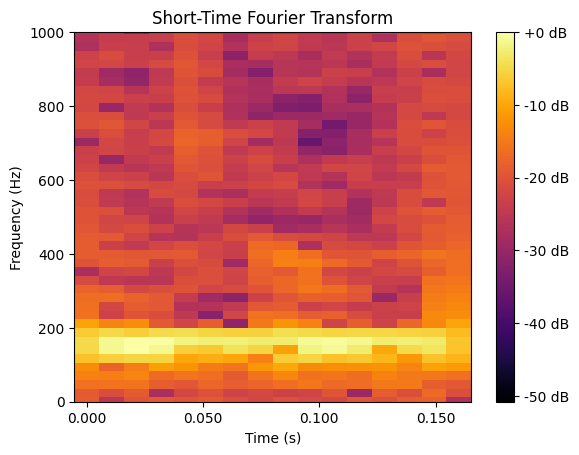 Short-Time Fourier Transform
1000
800
600
400
200
0
Frequency (Hz)
0.000
0.050
0.100
0.150
Time (s)
+0 dB
-10 dB
-20 dB
-30 dB
-40 dB
-50 dB